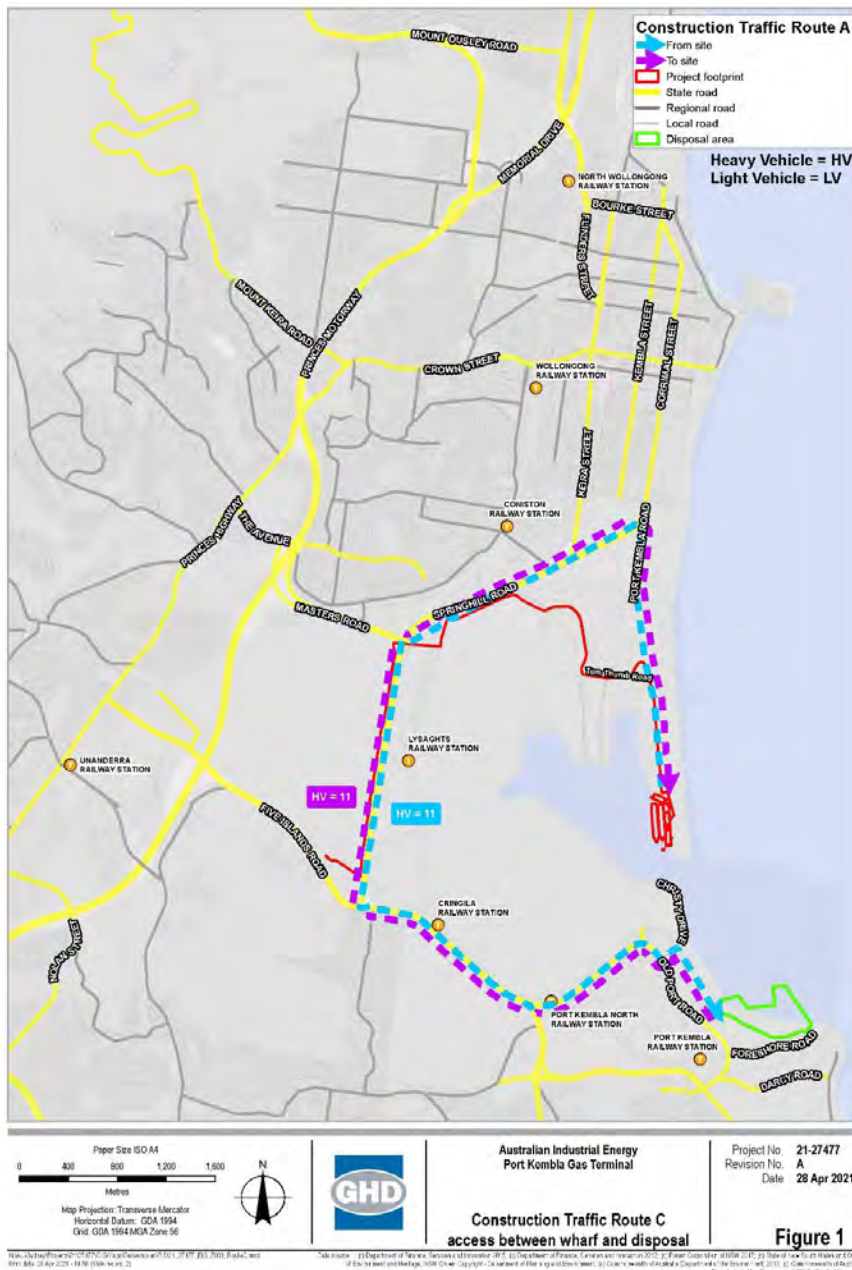 Construction Traffic Route A
From site
To site
Project footprint
State road
Regional road
Local road
Disposal area
Heavy Vehicle = HV
Light Vehicle = LV
MOUNT OUSLEY ROAD
MEMORIAL DRIVE
NORTH WOLLONGONG
RAILWAY STATION
BOURKE STREET
FLINDERS STREET
MOUNT KEIRA ROAD
PRINCES MOTORWAY
CROWN STREET
KEMBLA STREET
CORRIMAL STREET
WOLLONGONG
RAILWAY STATION
KEIRA STREET
CONISTON
RAILWAY STATION
PRINCES HIGHWAY
THE AVENUE
MASTERS ROAD
SPRINGHILL ROAD
PORT KEMBLA ROAD
Tom Thumb Road
LYSAGHTS
RAILWAY STATION
UNANDERRA
RAILWAY STATION
HV = 11
HV = 11
FIVE ISLANDS ROAD
CRINGILA
RAILWAY STATION
CHRISTY DRIVE
NOLAN STREET
OLD PORT ROAD
PORT KEMBLA NORTH
RAILWAY STATION
PORT KEMBLA
RAILWAY STATION
FORESHORE ROAD
DARCY ROAD
Paper Size ISO A4
0 400 800 1,200 1,600
Metres
Map Projection: Transverse Mercator
Horizontal Datum: GDA 1994
Grid: GDA 1994 MGA Zone 56
N
GHD
Australian Industrial Energy
Port Kembla Gas Terminal
Construction Traffic Route C
access between wharf and disposal
Project No. 21-27477
Revision No. A
Date 28 Apr 2021
Figure 1